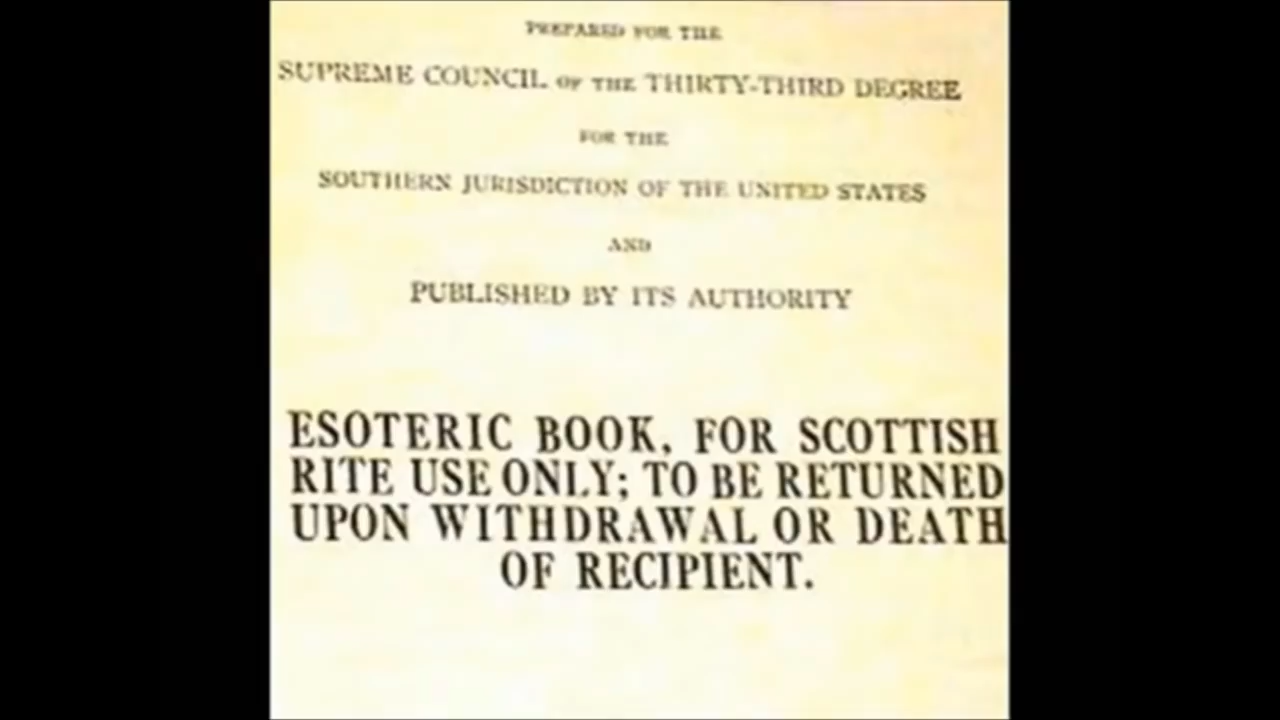 PREPARED FOR THE
SUPREME COUNCIL OF THE THIRTY-THIRD DEGREE
FOR THE
SOUTHERN JURISDICTION OF THE UNITED STATES
AND
PUBLISHED BY ITS AUTHORITY
ESOTERIC BOOK, FOR SCOTTISH
RITE USE ONLY; TO BE RETURNED
UPON WITHDRAWAL OR DEATH
OF RECIPIENT.